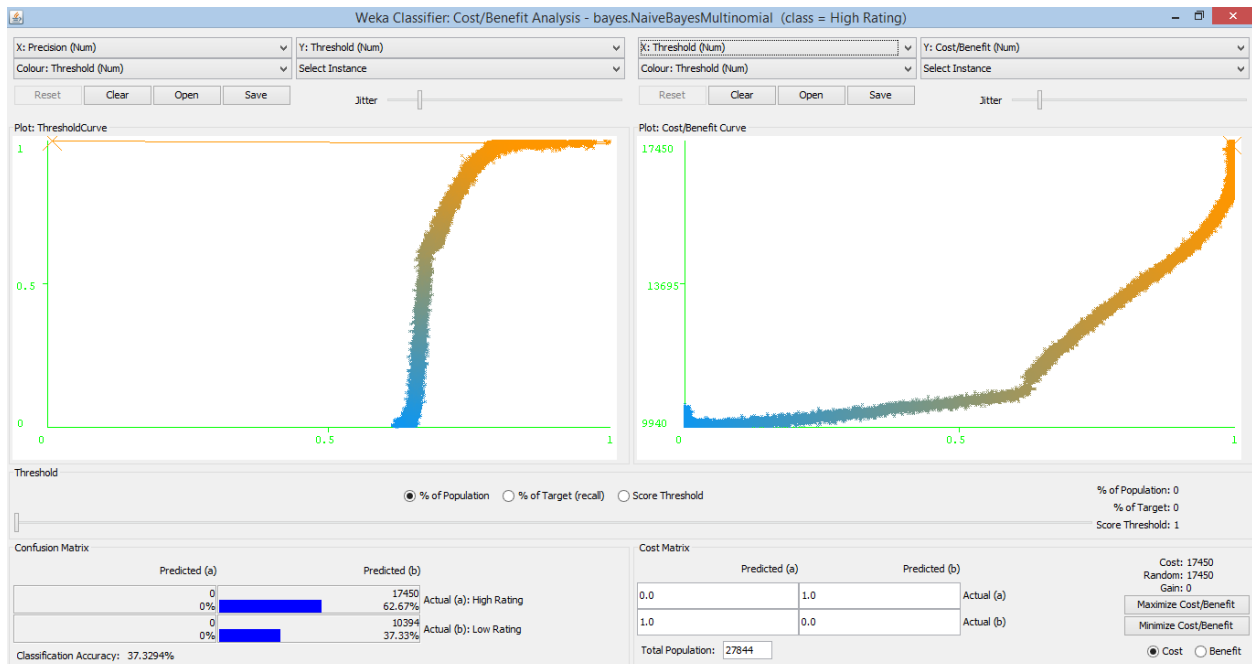 Weka Classifier: Cost/Benefit Analysis - bayes.NaiveBayesMultinomial (class = High Rating)
X: Precision (Num)
Y: Threshold (Num)
Colour: Threshold (Num)
Select Instance
Reset
Clear
Open
Save
Jitter
Plot: ThresholdCurve
1
0.5
0
0
0.5
1
X: Threshold (Num)
Y: Cost/Benefit (Num)
Colour: Threshold (Num)
Select Instance
Reset
Clear
Open
Save
Jitter
Plot: Cost/Benefit Curve
17450
13695
9940
0
0.5
1
Threshold
% of Population
% of Target (recall)
Score Threshold
% of Population: 0
% of Target: 0
Score Threshold: 1
Confusion Matrix
Predicted (a)
Predicted (b)
0
0%
17450
62.67%
Actual (a): High Rating
0
0%
10394
37.33%
Actual (b): Low Rating
Classification Accuracy: 37.3294%
Cost Matrix
Predicted (a)
Predicted (b)
0.0
1.0
Actual (a)
1.0
0.0
Actual (b)
Total Population:
27844
Cost: 17450
Random: 17450
Gain: 0
Maximize Cost/Benefit
Minimize Cost/Benefit
Cost
Benefit